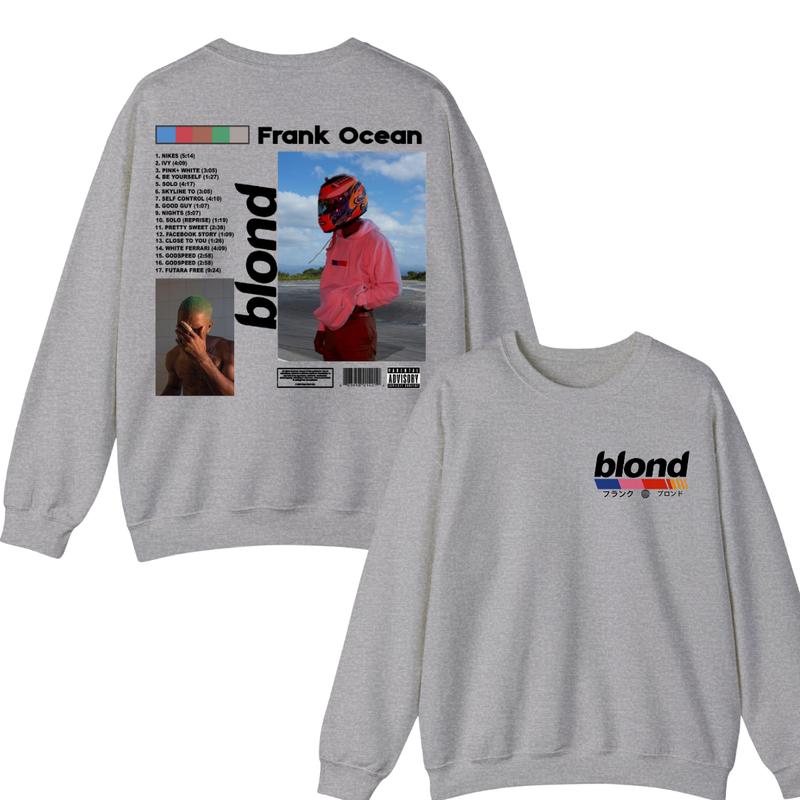 Frank Ocean
1. NIKES (5:14)
2. IVY (4:09)
3. PINK+ WHITE (3:05)
4. BE YOURSELF (1:27)
5. SOLO (4:17)
6. SKYLINE TO (3:05)
7. SELF CONTROL (4:10)
8. GOOD GUY (1:07)
9. NIGHTS (5:07)
10. SOLO (REPRISE) (1:19)
11. PRETTY SWEET (2:38)
12. FACEBOOK STORY (1:09)
13. CLOSE TO YOU (1:26)
14. WHITE FERRARI (4:09)
15. GODSPEED (2:58)
16. GODSPEED (2:58)
17. FUTARA FREE (9:24)
blond
PARENTAL
ADVISORY
EXPLICIT CONTENT
blond
フランク ブロンド